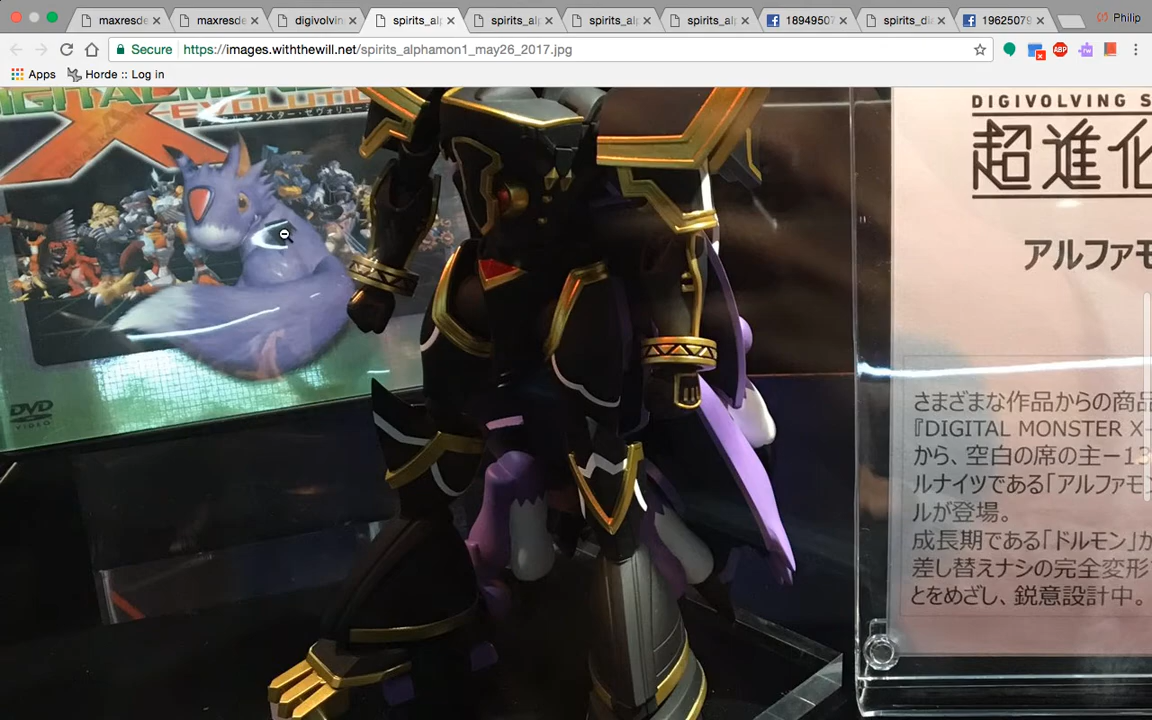 maxresde
maxresde
digivolvin
spirits_al
spirits_al
spirits_al
spirits_al
18949507
spirits_di
19625079
Philip
Secure
https://images.withthewill.net/spirits_alphamon1_may26_2017.jpg
ABP
Apps
Horde :: Log in
DIGITAL MONSTER
X-EVOLUTION
DVD
VIDEO
DIGIVOLVING S
超進化
アルファモ
さまざまな作品からの商品
『DIGITAL MONSTER X-
から、空白の席の主ー13
ルナイツである「アルファモン
ルが登場。
成長期である「ドルモン」か
差し替えナシの完全変形
とをめざし、鋭意設計中。